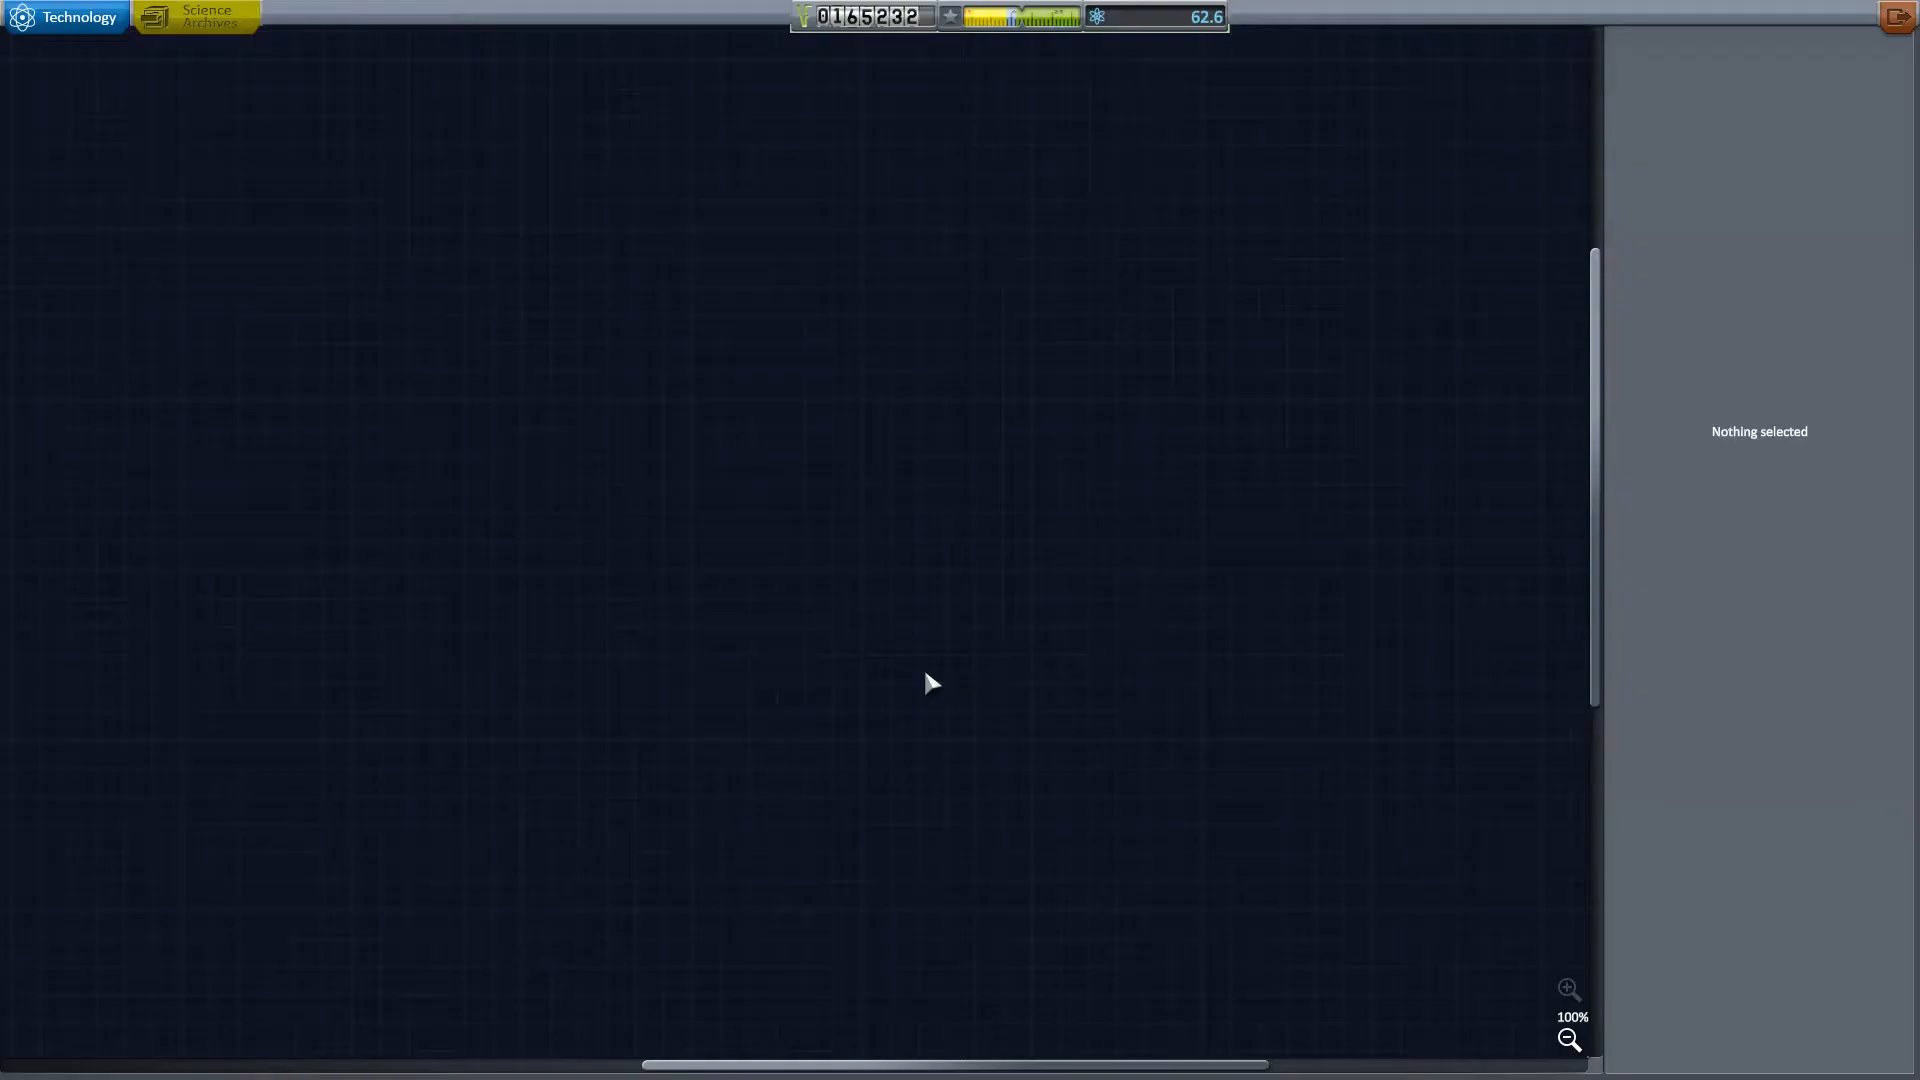 Technology
Science
Archives
0165232
62.6
Nothing selected
100%